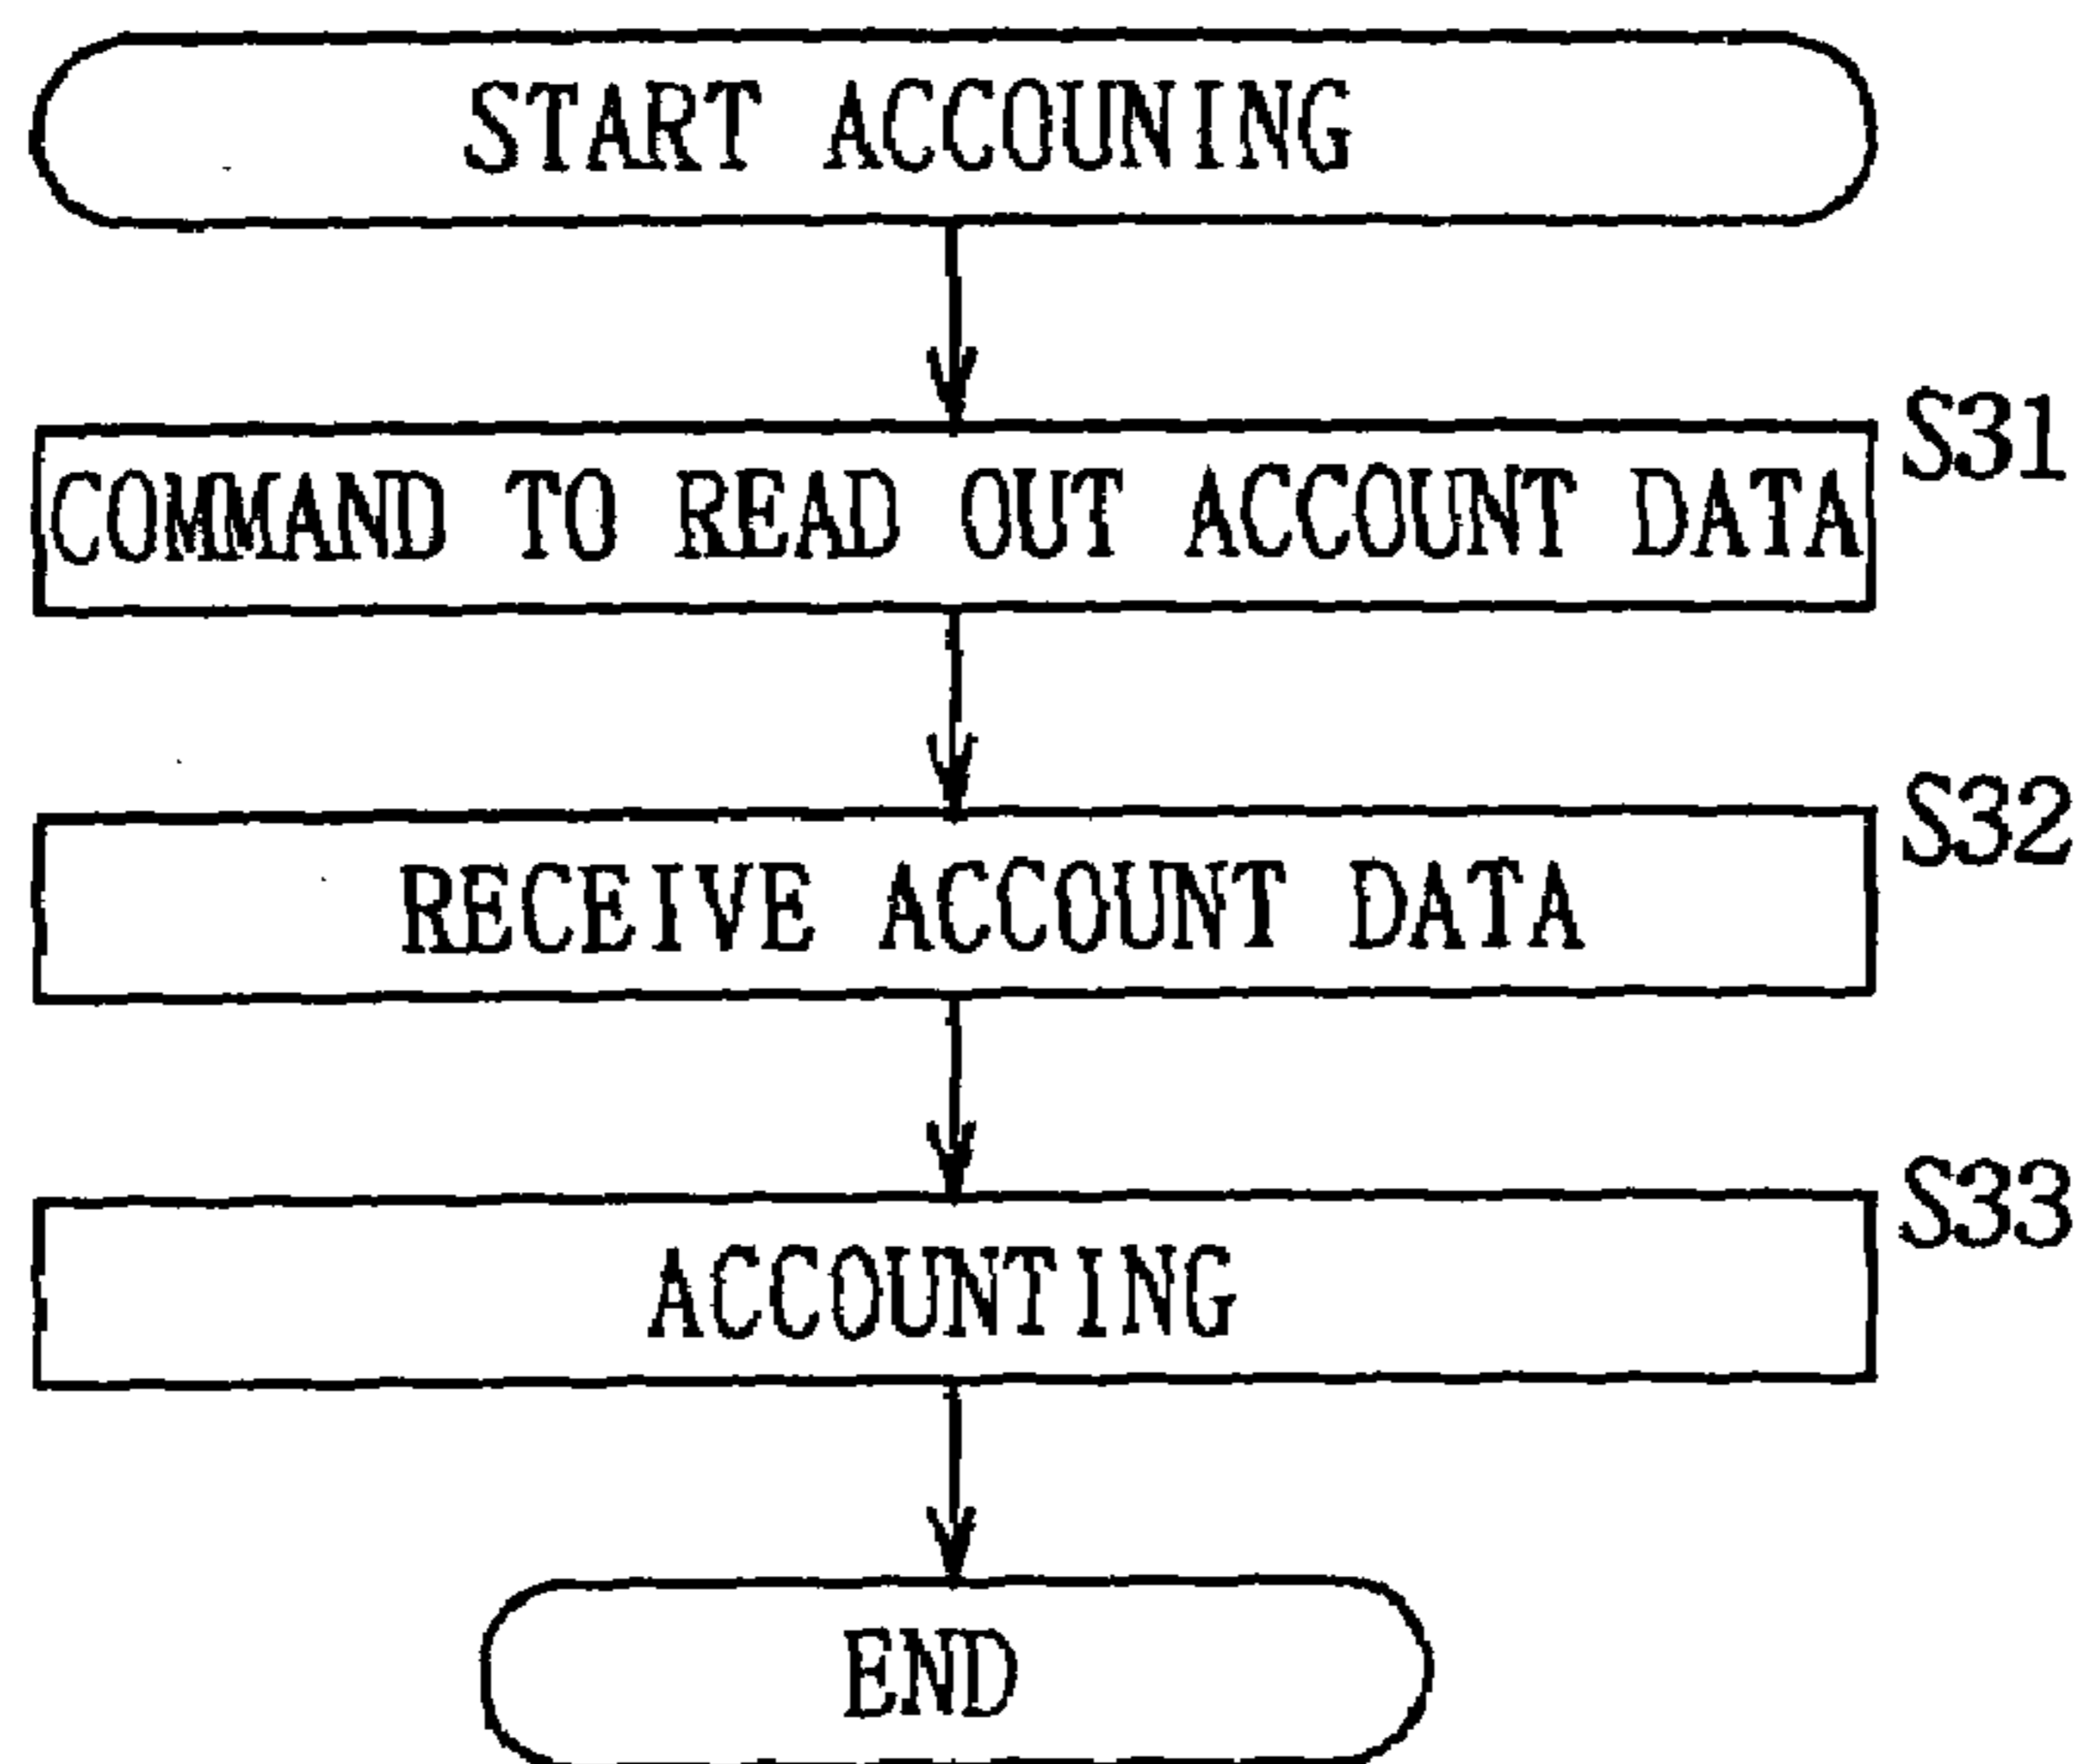 START ACCOUNING
S31
COMMAND TO READ OUT ACCOUNT DATA
S32
RECEIVE ACCOUNT DATA
S33
ACCOUNTING
END